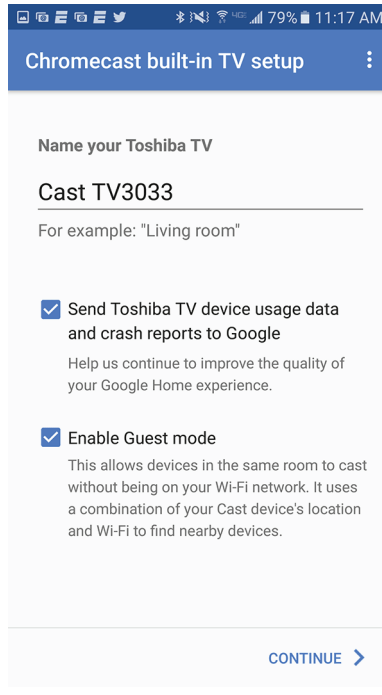 4G 79% 11:17 AM
Chromecast built-in TV setup
Name your Toshiba TV
Cast TV3033
For example: "Living room"
Send Toshiba TV device usage data
and crash reports to Google
Help us continue to improve the quality of
your Google Home experience.
Enable Guest mode
This allows devices in the same room to cast
without being on your Wi-Fi network. It uses
a combination of your Cast device's location
and Wi-Fi to find nearby devices.
CONTINUE